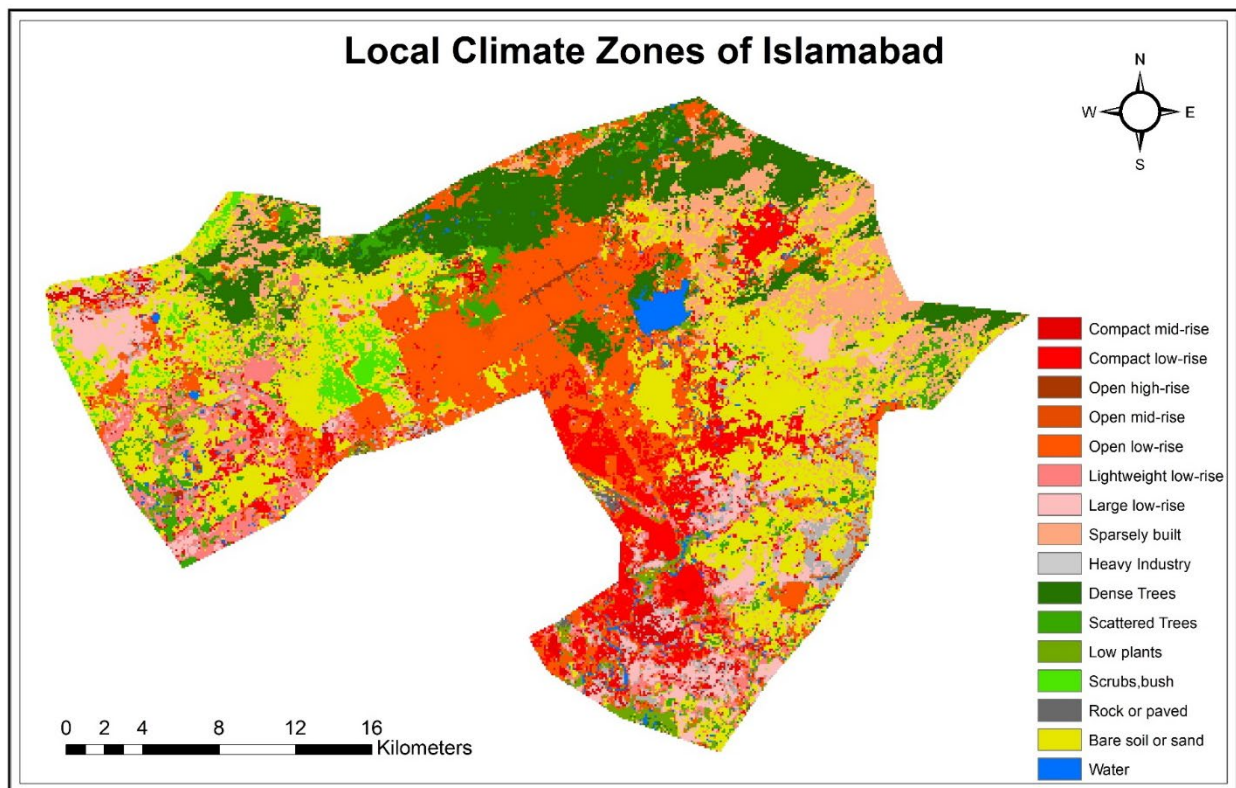 Local Climate Zones of Islamabad
N
W E
S
Compact mid-rise
Compact low-rise
Open high-rise
Open mid-rise
Open low-rise
Lightweight low-rise
Large low-rise
Sparsely built
Heavy Industry
Dense Trees
Scattered Trees
Low plants
Scrubs,bush
Rock or paved
Bare soil or sand
Water
0 2 4 8 12 16
Kilometers